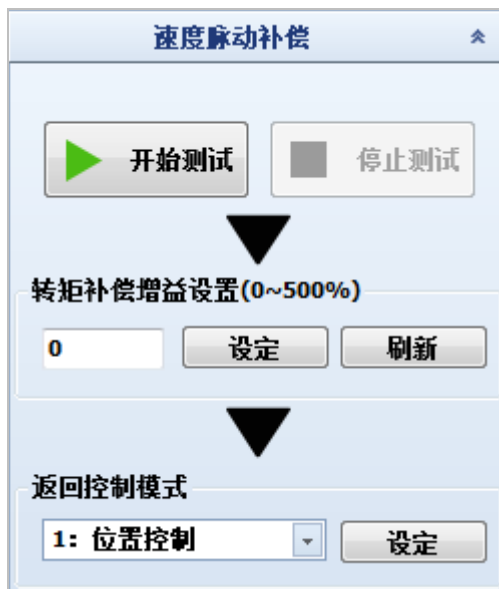 速度脉动补偿
开始测试 停止测试
转矩补偿增益设置(0~500%)
0 设定 刷新
返回控制模式
1: 位置控制 设定